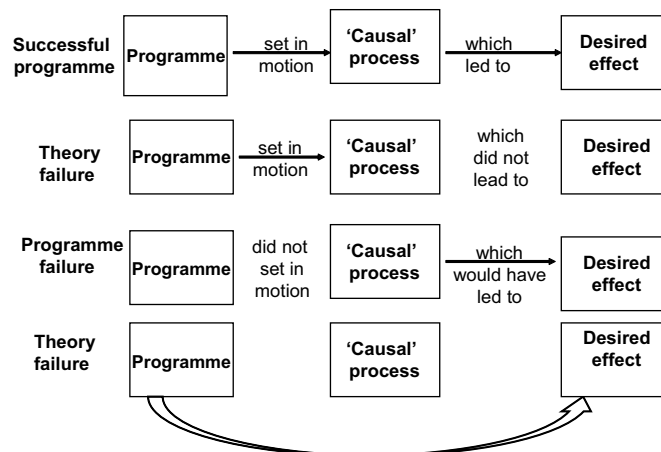 Successful
programme
Programme
set in
motion
‘Causal’
process
which
led to
Desired
effect
Theory
failure
Programme
set in
motion
‘Causal’
process
which
did not
lead to
Desired
effect
Programme
failure
Programme
did not
set in
motion
‘Causal’
process
which
would have
led to
Desired
effect
Theory
failure
Programme
‘Causal’
process
Desired
effect